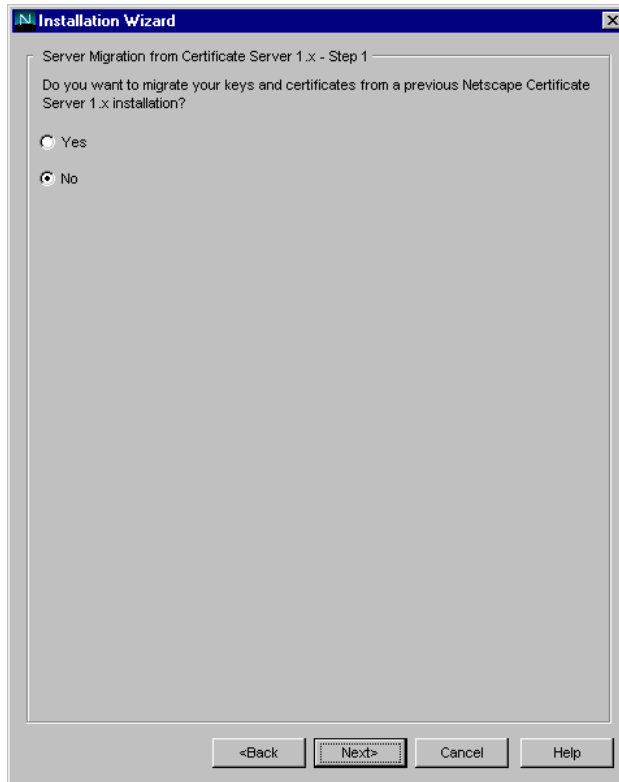 N Installation Wizard
Server Migration from Certificate Server 1.x - Step 1
Do you want to migrate your keys and certificates from a previous Netscape Certificate
Server 1.x installation?
Yes
No
<Back Next> Cancel Help